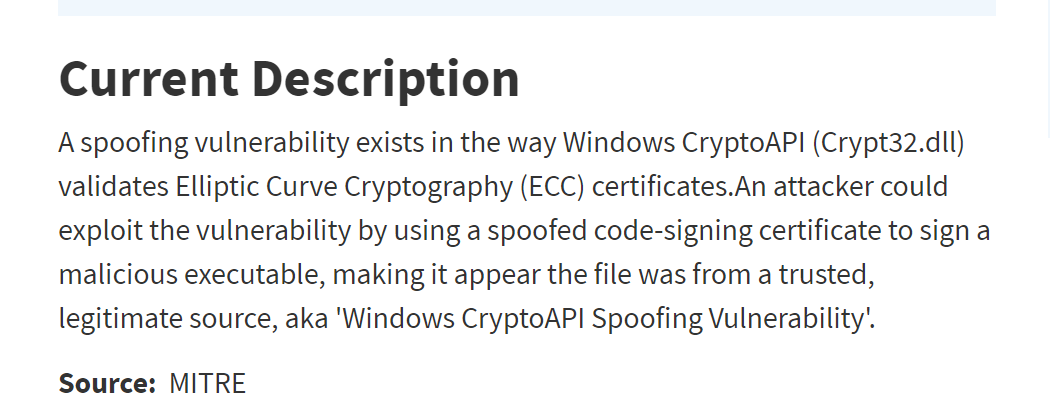 Current Description
A spoofing vulnerability exists in the way Windows CryptoAPI (Crypt32.dll)
validates Elliptic Curve Cryptography (ECC) certificates.An attacker could
exploit the vulnerability by using a spoofed code-signing certificate to sign a
malicious executable, making it appear the file was from a trusted,
legitimate source, aka 'Windows CryptoAPI Spoofing Vulnerability'.
Source: MITRE